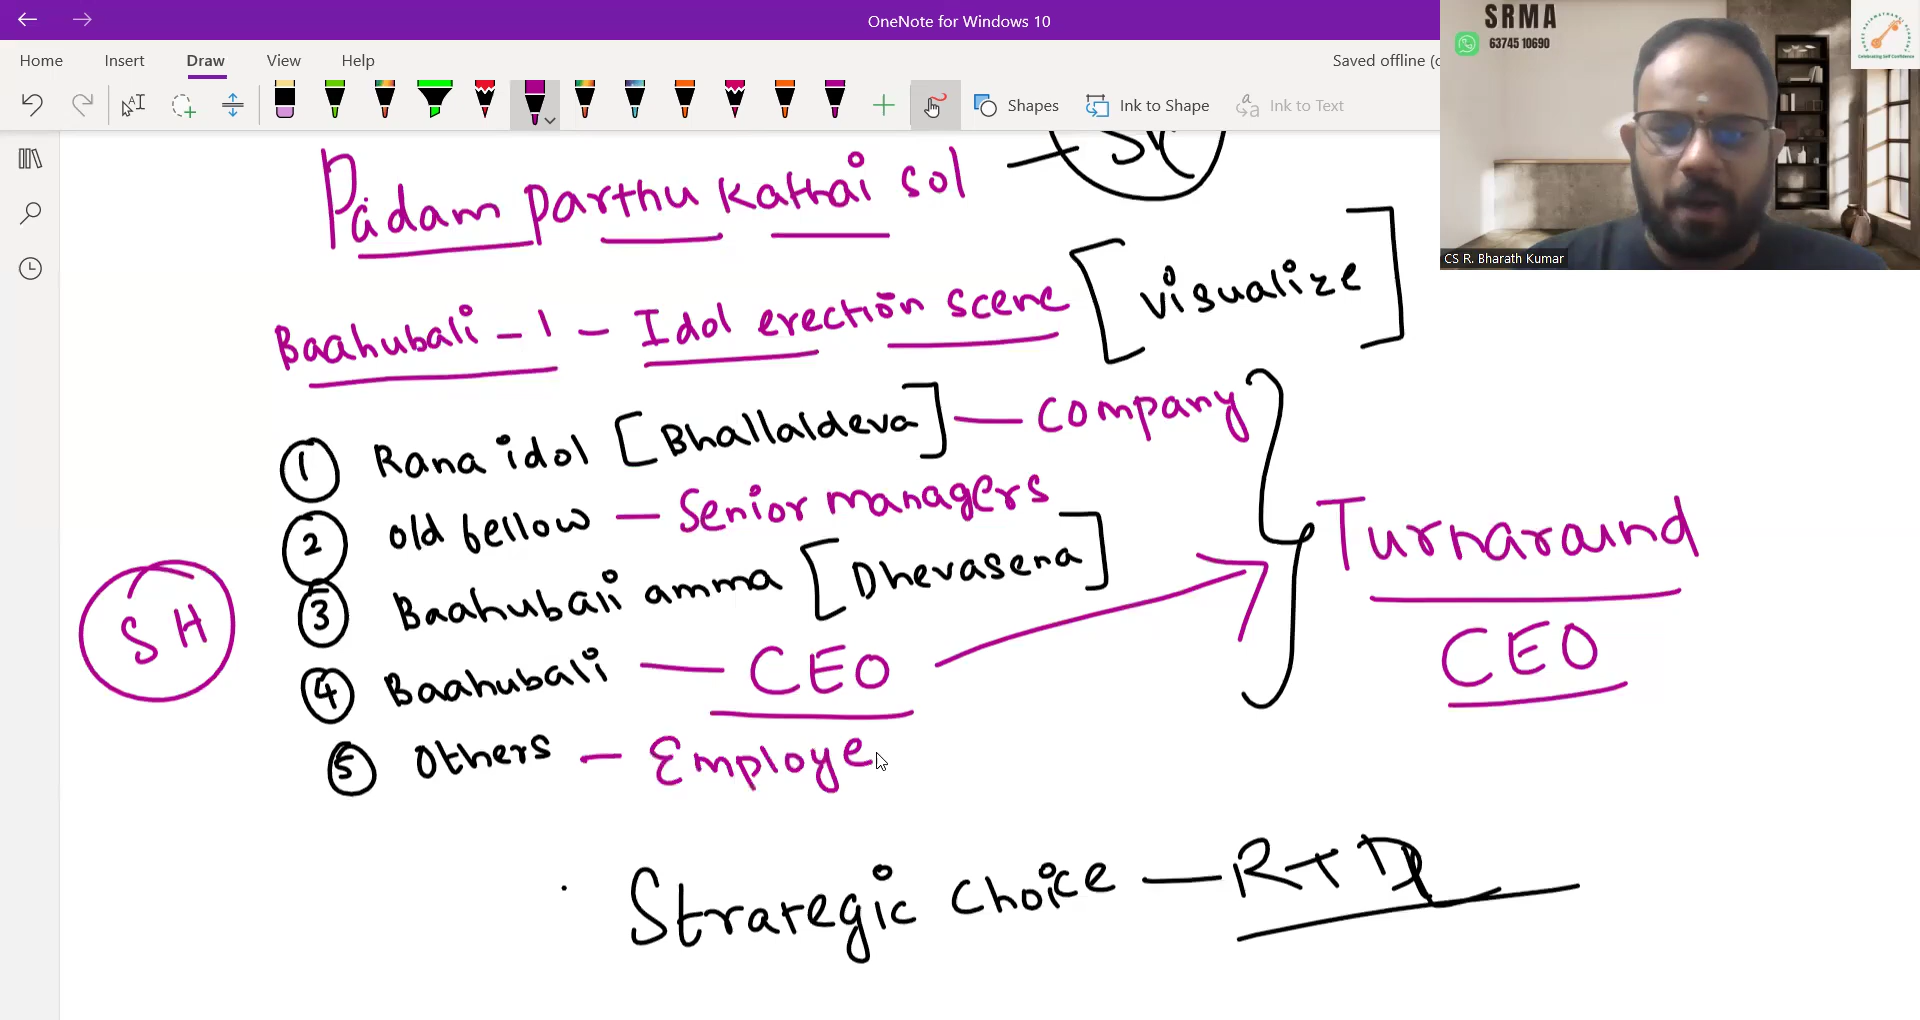 OneNote for Windows 10
SRMA
63745 10690
Home Insert Draw View Help
Saved offline (c
Shapes Ink to Shape Ink to Text
CS R. Bharath Kumar
Padam parthu kathai sol
Baahubali - 1 - Idol erection scene [visualize]
1 Rana idol [Bhallaldeva] - Company
2 old fellow - Senior managers
3 Baahubali amma [Dhevasena]
Turnaraund
CEO
SH
4 Baahubali - CEO
5 Others - Employe
Strategic Choice - RTD